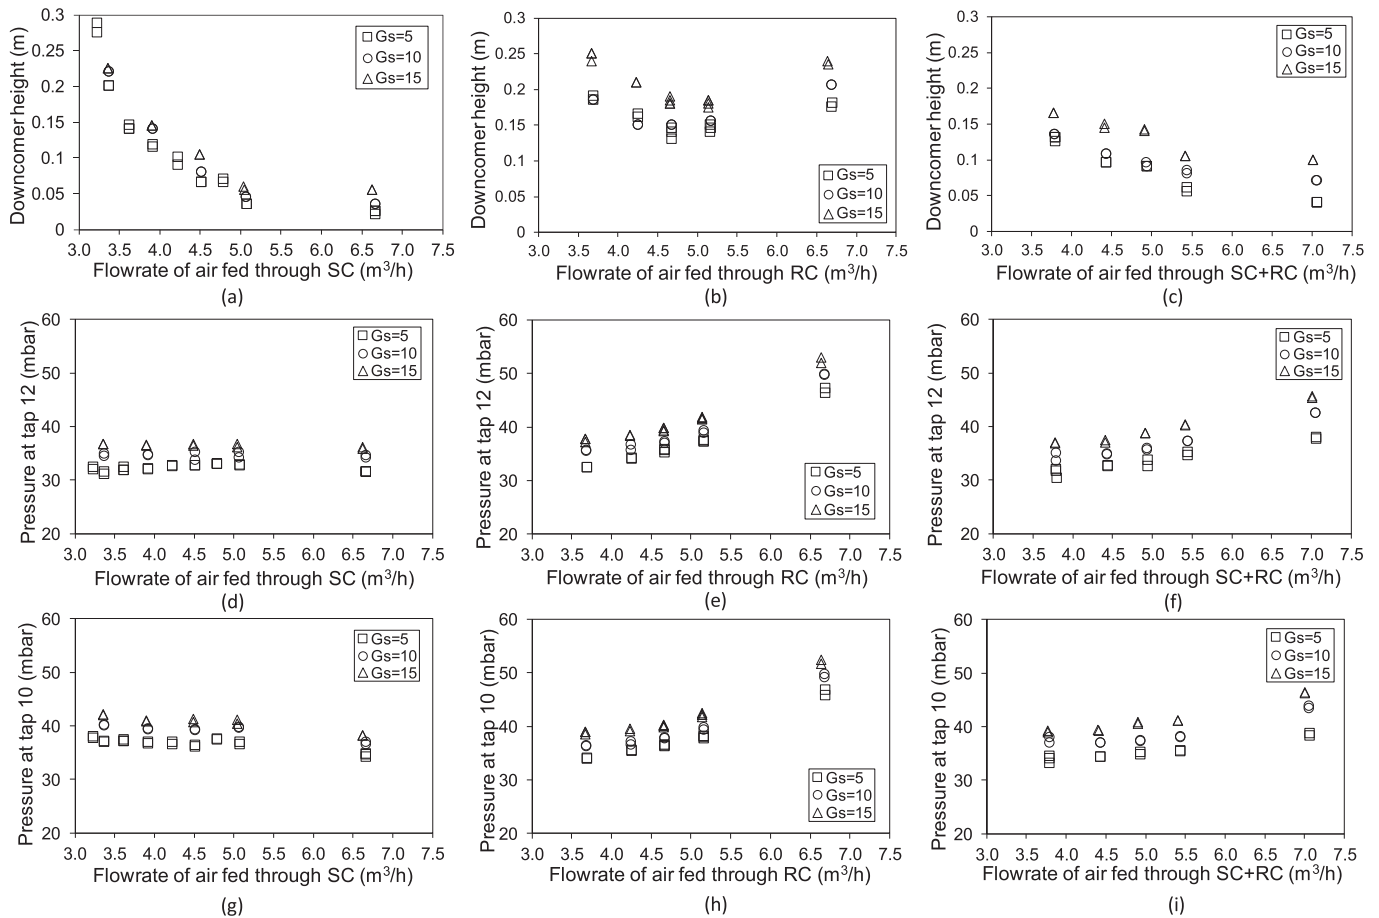 Downcomer height (m)
0.3
0.25
0.2
0.15
0.1
0.05
0
Gs=5
Gs=10
Gs=15
3.0 3.5 4.0 4.5 5.0 5.5 6.0 6.5 7.0 7.5
Flowrate of air fed through SC (m³/h)
(a)
Downcomer height (m)
0.3
0.25
0.2
0.15
0.1
0.05
0
Gs=5
Gs=10
Gs=15
3.0 3.5 4.0 4.5 5.0 5.5 6.0 6.5 7.0 7.5
Flowrate of air fed through RC (m³/h)
(b)
Downcomer height (m)
0.3
0.25
0.2
0.15
0.1
0.05
0
Gs=5
Gs=10
Gs=15
3.0 3.5 4.0 4.5 5.0 5.5 6.0 6.5 7.0 7.5
Flowrate of air fed through SC+RC (m³/h)
(c)
Pressure at tap 12 (mbar)
60
50
40
30
20
Gs=5
Gs=10
Gs=15
3.0 3.5 4.0 4.5 5.0 5.5 6.0 6.5 7.0 7.5
Flowrate of air fed through SC (m³/h)
(d)
Pressure at tap 12 (mbar)
60
50
40
30
20
Gs=5
Gs=10
Gs=15
3.0 3.5 4.0 4.5 5.0 5.5 6.0 6.5 7.0 7.5
Flowrate of air fed through RC (m³/h)
(e)
Pressure at tap 12 (mbar)
60
50
40
30
20
Gs=5
Gs=10
Gs=15
3.0 3.5 4.0 4.5 5.0 5.5 6.0 6.5 7.0 7.5
Flowrate of air fed through SC+RC (m³/h)
(f)
Pressure at tap 10 (mbar)
60
50
40
30
20
Gs=5
Gs=10
Gs=15
3.0 3.5 4.0 4.5 5.0 5.5 6.0 6.5 7.0 7.5
Flowrate of air fed through SC (m³/h)
(g)
Pressure at tap 10 (mbar)
60
50
40
30
20
Gs=5
Gs=10
Gs=15
3.0 3.5 4.0 4.5 5.0 5.5 6.0 6.5 7.0 7.5
Flowrate of air fed through RC (m³/h)
(h)
Pressure at tap 10 (mbar)
60
50
40
30
20
Gs=5
Gs=10
Gs=15
3.0 3.5 4.0 4.5 5.0 5.5 6.0 6.5 7.0 7.5
Flowrate of air fed through SC+RC (m³/h)
(i)